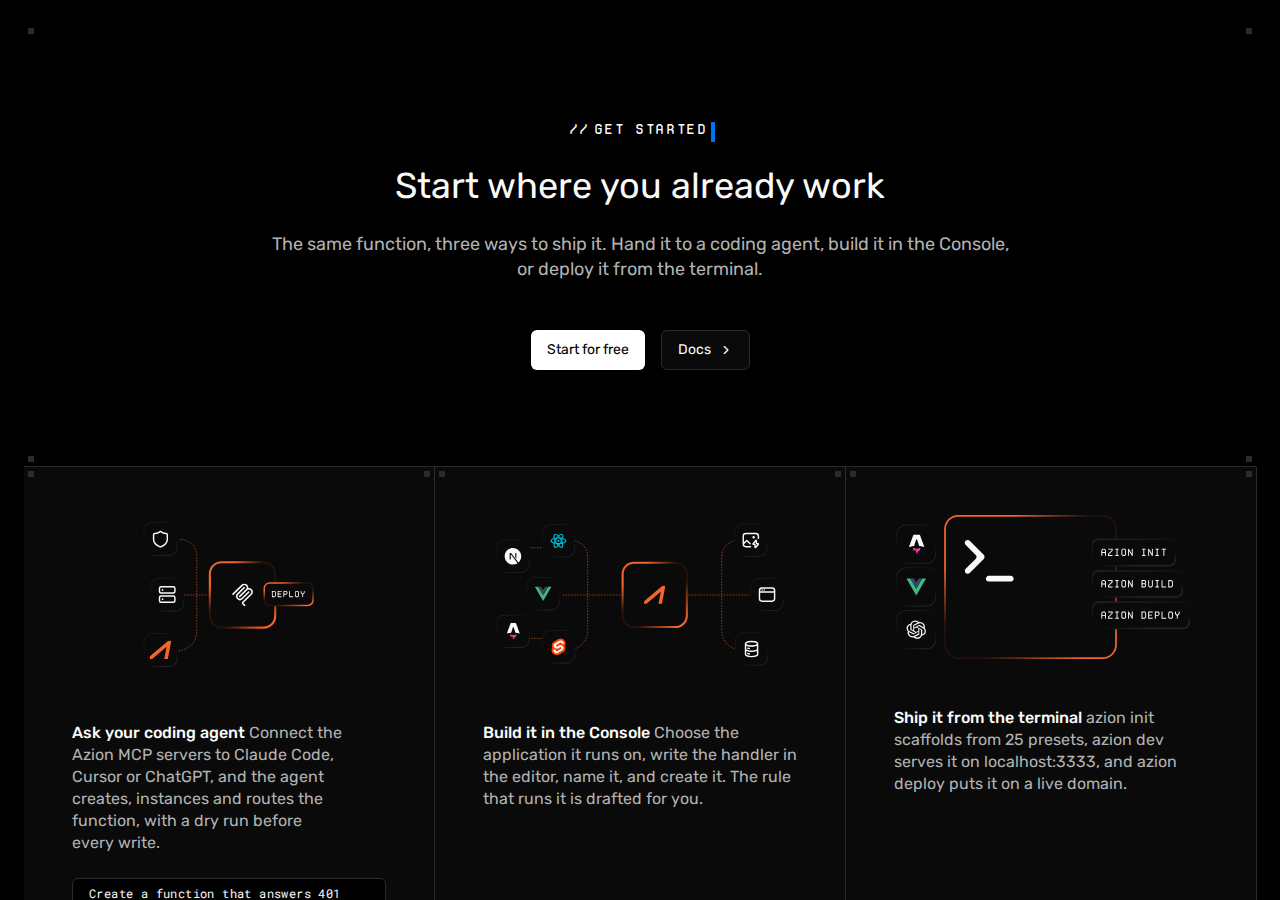 // GET STARTED
Start where you already work
The same function, three ways to ship it. Hand it to a coding agent, build it in the Console,
or deploy it from the terminal.
Start for free
Docs
DEPLOY
Ask your coding agent Connect the
Azion MCP servers to Claude Code,
Cursor or ChatGPT, and the agent
creates, instances and routes the
function, with a dry run before
every write.
Create a function that answers 401
Build it in the Console Choose the
application it runs on, write the handler in
the editor, name it, and create it. The rule
that runs it is drafted for you.
AZION INIT
AZION BUILD
AZION DEPLOY
Ship it from the terminal azion init
scaffolds from 25 presets, azion dev
serves it on localhost:3333, and azion
deploy puts it on a live domain.